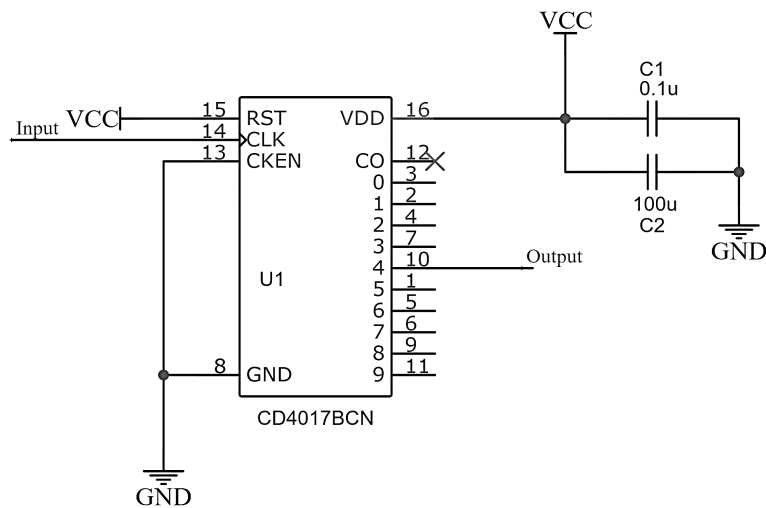 VCC
C1
0.1u
15
VCC
RST
VDD
16
Input
14
CLK
13
CKEN
CO
12
0
3
1
2
2
4
100u
C2
3
7
GND
4
10
Output
U1
5
1
6
5
7
6
8
9
8
GND
9
11
CD4017BCN
GND